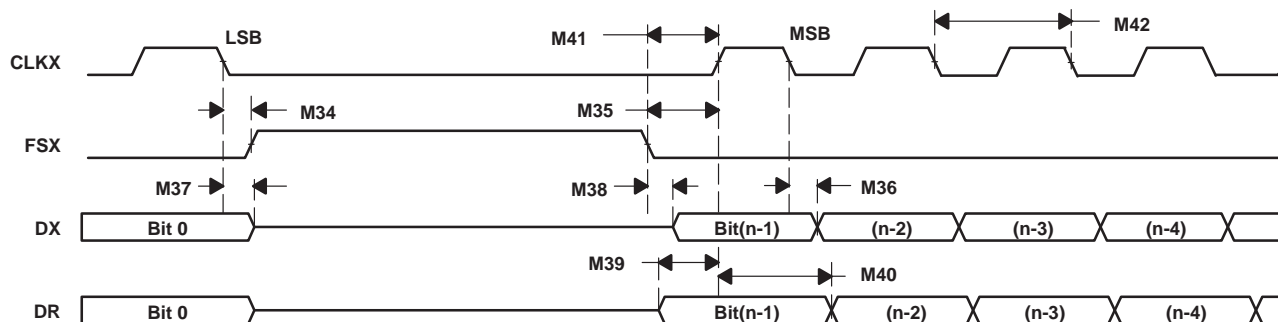 LSB
M41
MSB
M42
CLKX
M34
M35
FSX
M37
M38
M36
DX
Bit 0
Bit(n-1)
(n-2)
(n-3)
(n-4)
M39
M40
DR
Bit 0
Bit(n-1)
(n-2)
(n-3)
(n-4)